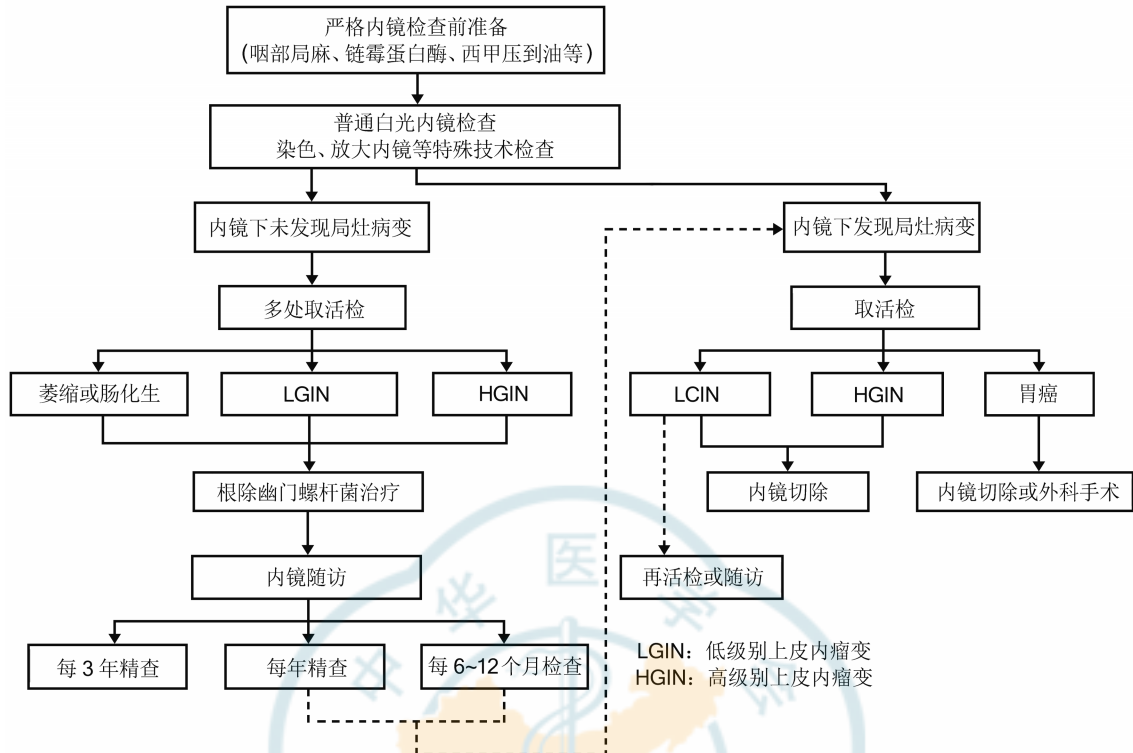 严格内镜检查前准备
(咽部局麻、链霉蛋白酶、西甲压到油等)
普通白光内镜检查
染色、放大内镜等特殊技术检查
内镜下未发现局灶病变
内镜下发现局灶病变
多处取活检
取活检
萎缩或肠化生
LGIN
HGIN
LCIN
HGIN
胃癌
根除幽门螺杆菌治疗
内镜切除
内镜切除或外科手术
内镜随访
再活检或随访
每3年精查
每年精查
每6~12个月检查
LGIN：低级别上皮内瘤变
HGIN：高级别上皮内瘤变
中华医学会